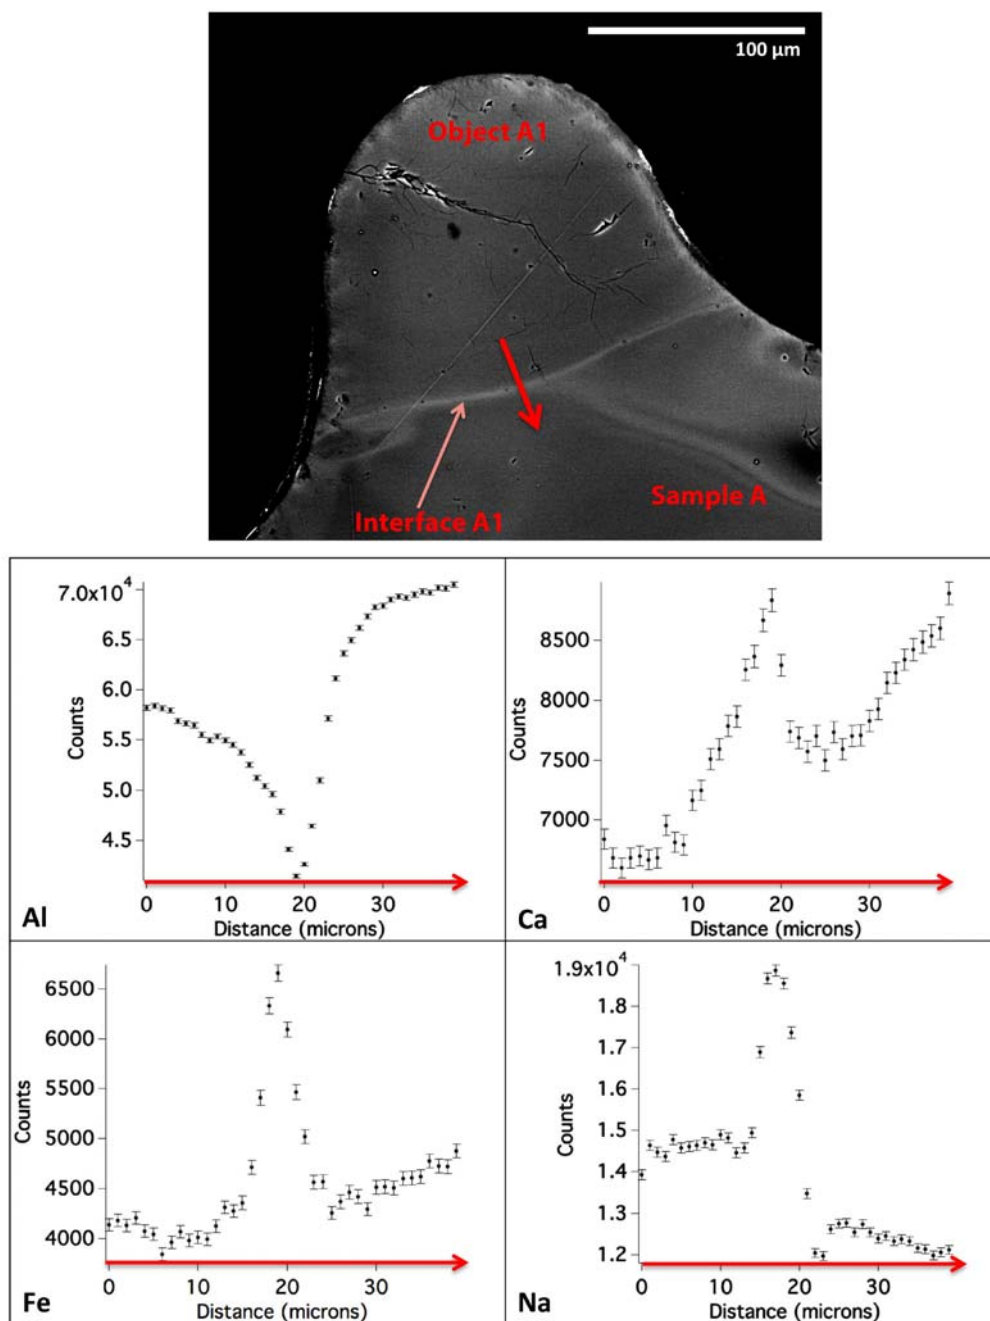 100 µm
Object A1
Sample A
Interface A1
7.0x10⁴
6.5
6.0
5.5
5.0
4.5
Counts
0 10 20 30
Distance (microns)
Al
8500
8000
7500
7000
Counts
0 10 20 30
Distance (microns)
Ca
6500
6000
5500
5000
4500
4000
Counts
0 10 20 30
Distance (microns)
Fe
1.9x10⁴
1.8
1.7
1.6
1.5
1.4
1.3
1.2
Counts
0 10 20 30
Distance (microns)
Na